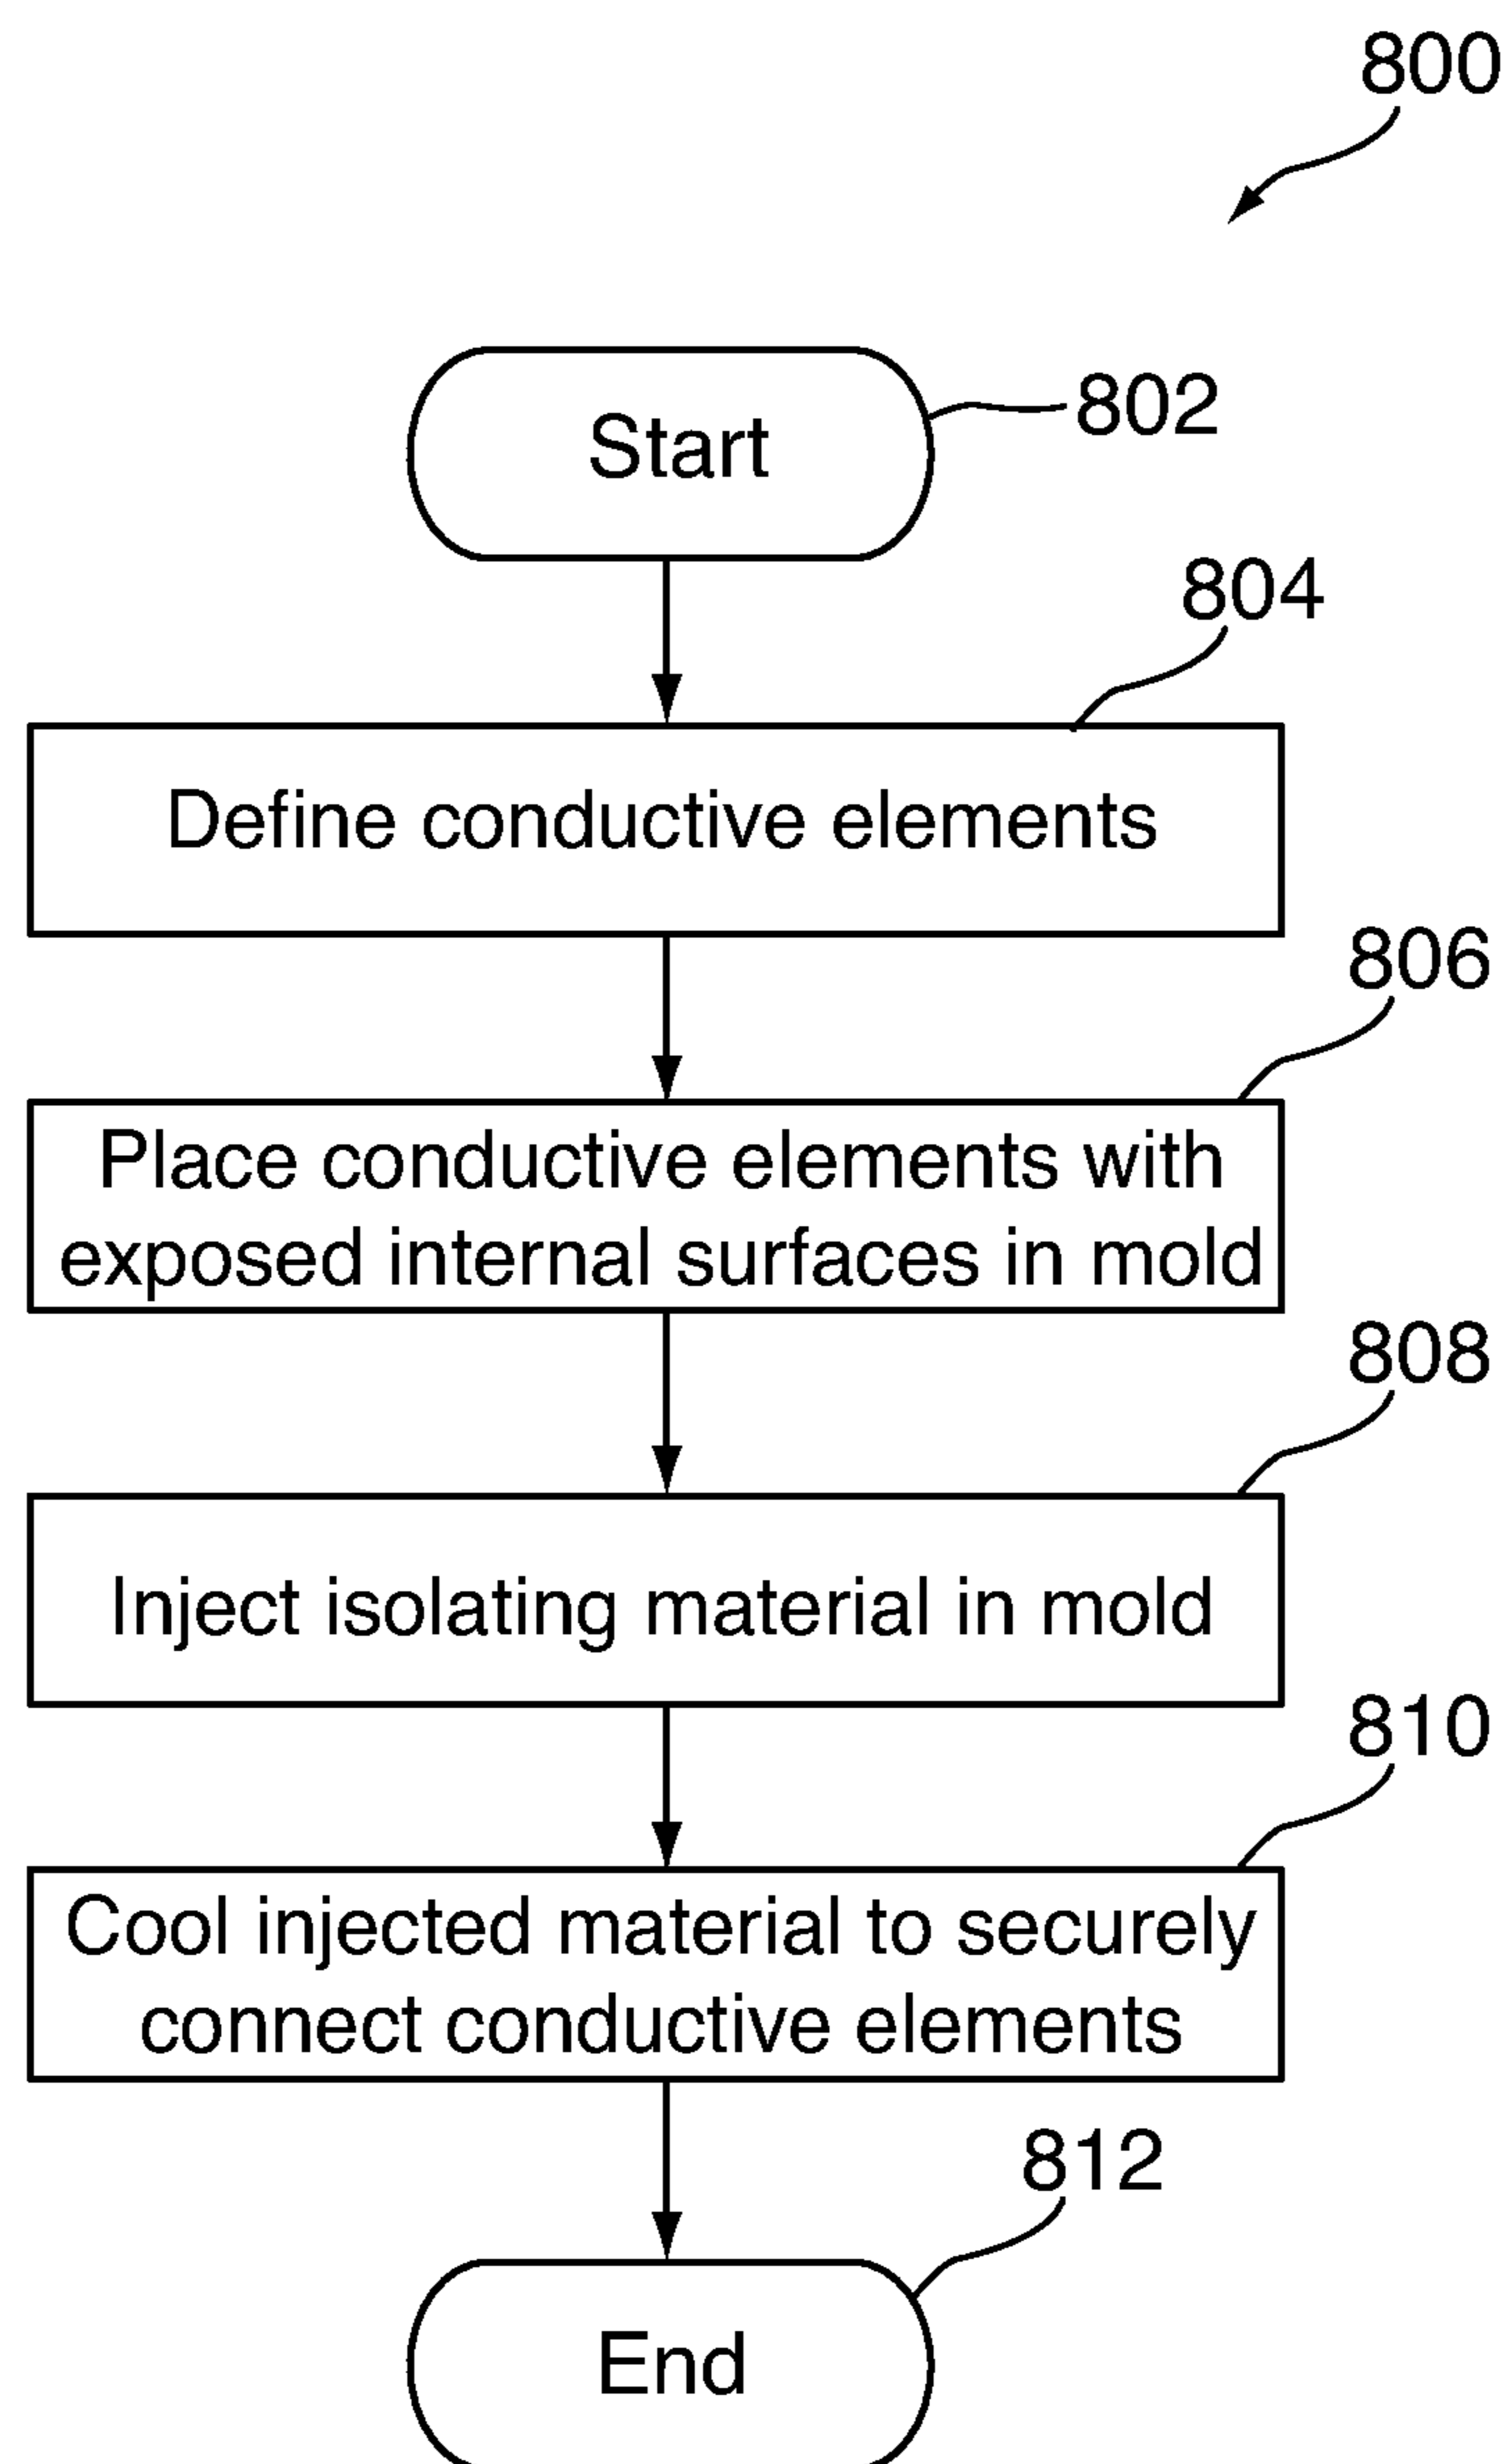 800
Start
802
804
Define conductive elements
806
Place conductive elements with
exposed internal surfaces in mold
808
Inject isolating material in mold
810
Cool injected material to securely
connect conductive elements
812
End